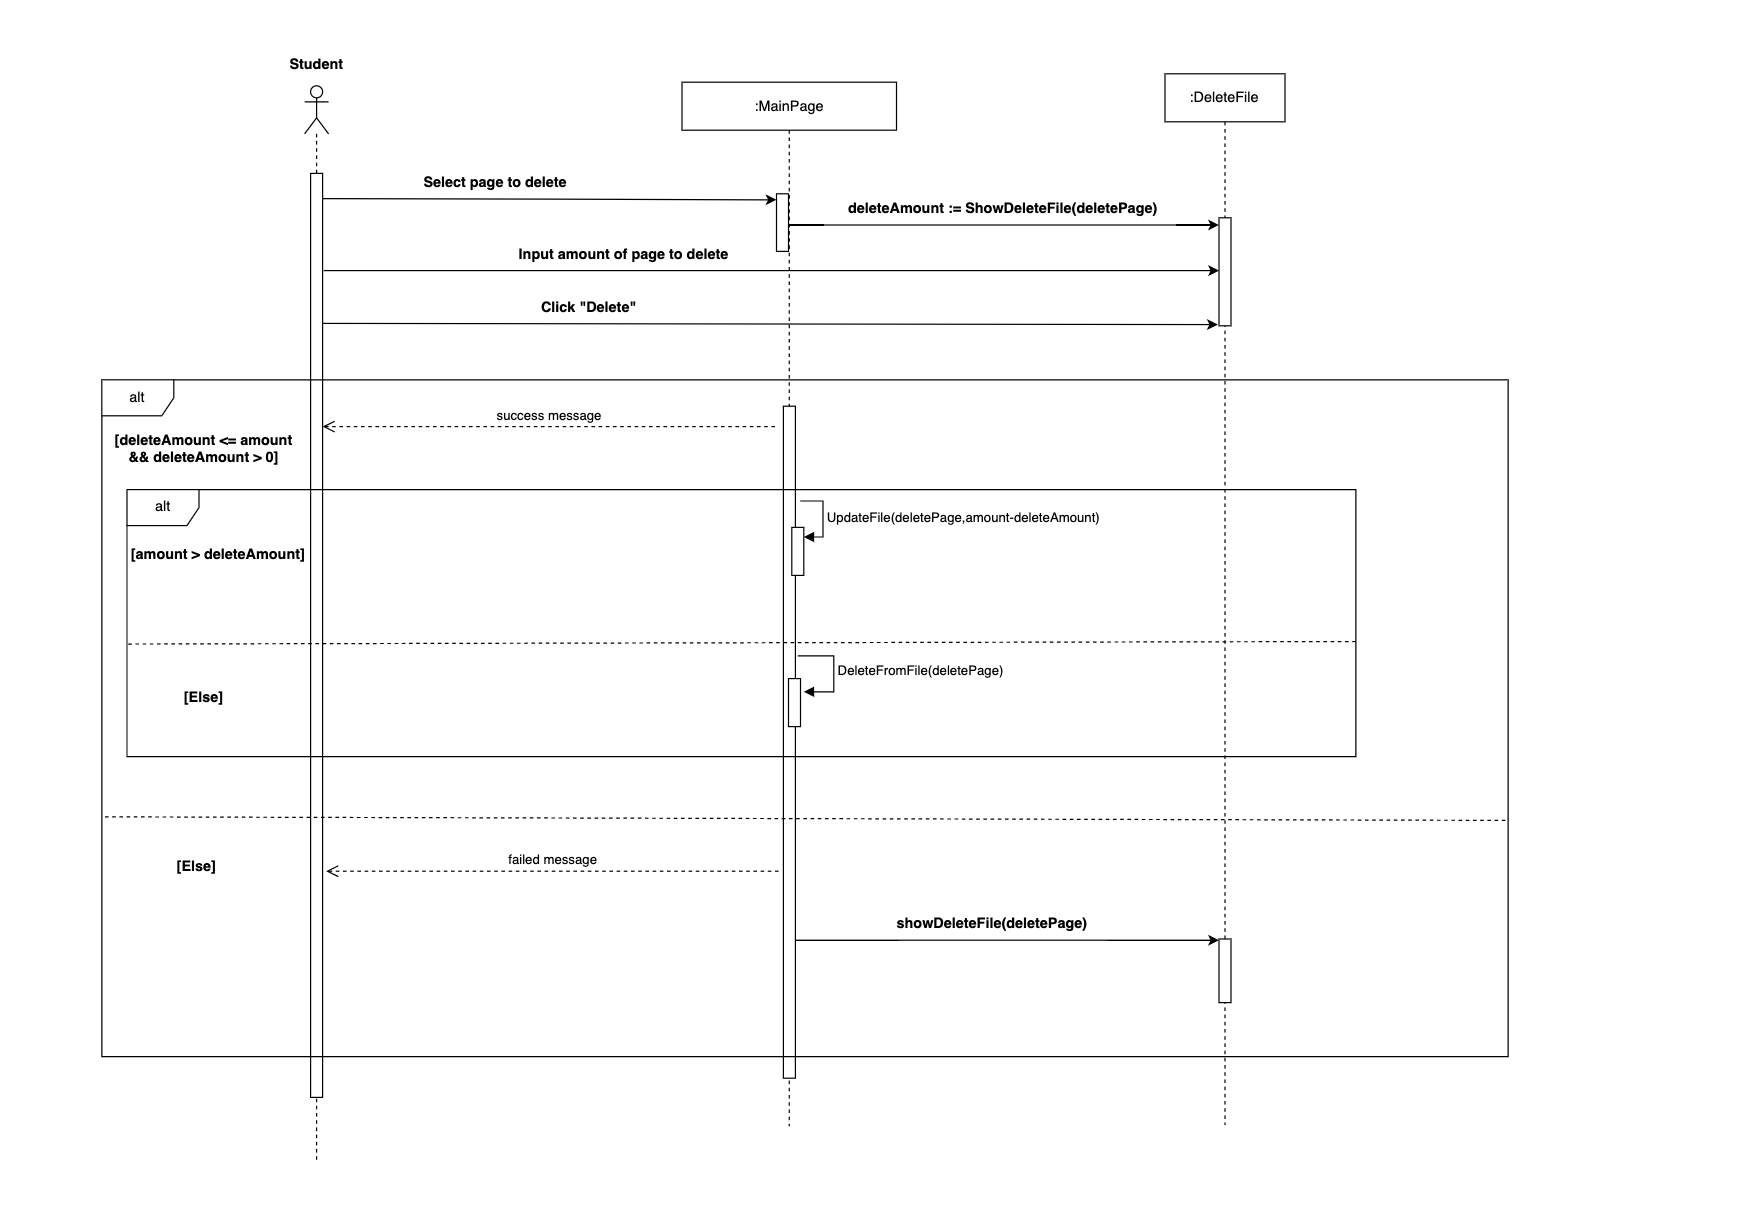 Student
:MainPage
:DeleteFile
Select page to delete
deleteAmount := ShowDeleteFile(deletePage)
Input amount of page to delete
Click "Delete"
alt
success message
[deleteAmount <= amount
&& deleteAmount > 0]
alt
UpdateFile(deletePage,amount-deleteAmount)
[amount > deleteAmount]
DeleteFromFile(deletePage)
[Else]
failed message
[Else]
showDeleteFile(deletePage)